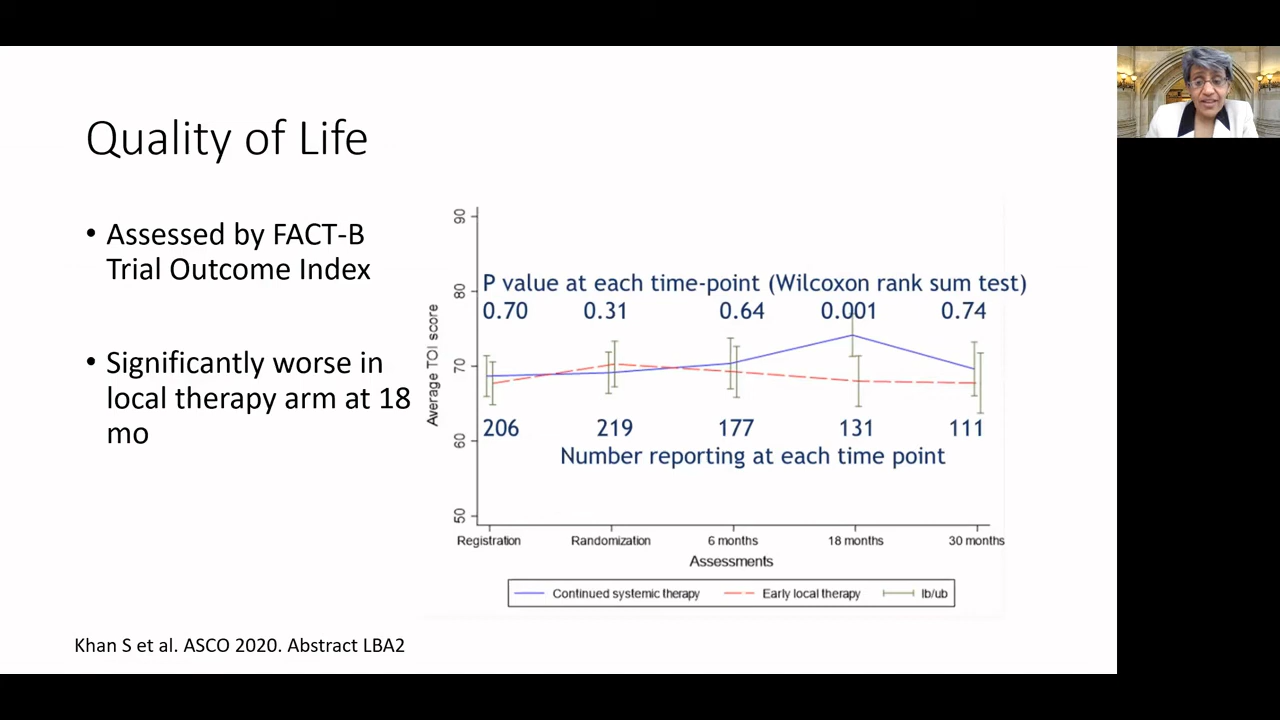 Quality of Life
• Assessed by FACT-B
Trial Outcome Index
• Significantly worse in
local therapy arm at 18
mo
90
80
70
60
50
Average TOI score
P value at each time-point (Wilcoxon rank sum test)
0.70 0.31 0.64 0.001 0.74
206 219 177 131 111
Number reporting at each time point
Registration Randomization 6 months 18 months 30 months
Assessments
Continued systemic therapy Early local therapy lb/ub
Khan S et al. ASCO 2020. Abstract LBA2